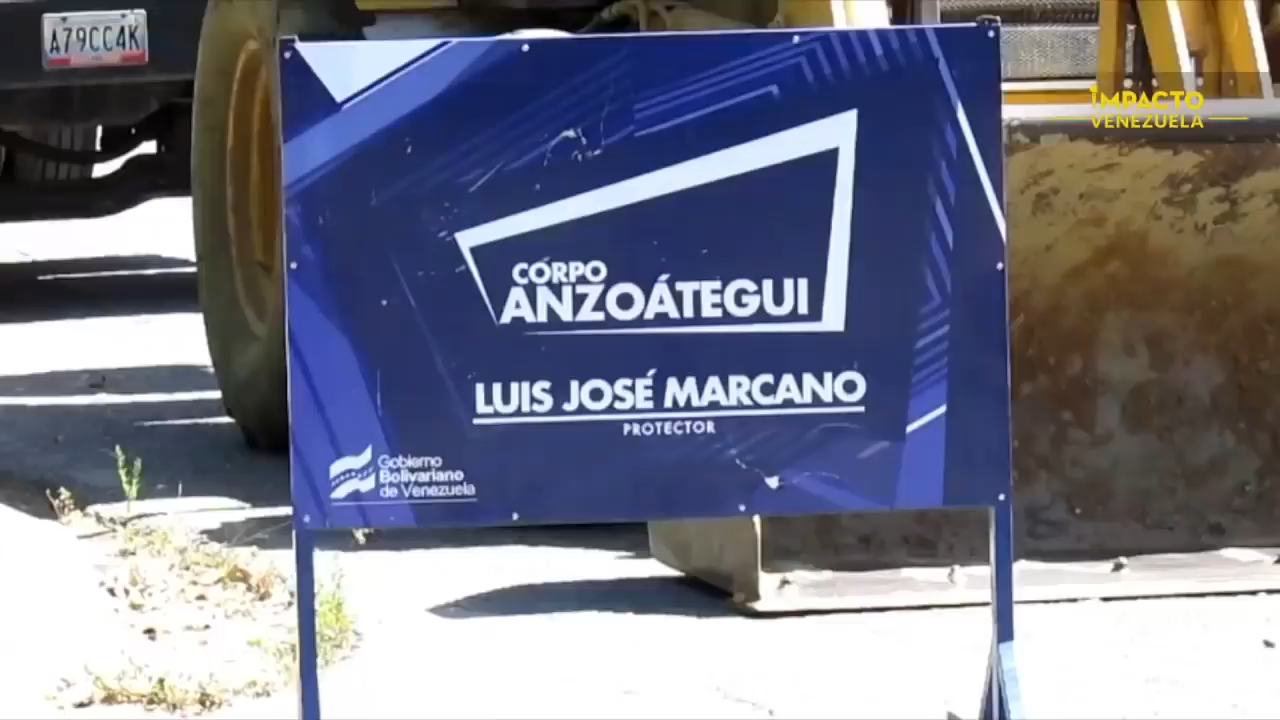 A79CC4K
IMPACTO
VENEZUELA
CORPO
ANZOÁTEGUI
LUIS JOSÉ MARCANO
PROTECTOR
Gobierno
Bolivariano
de Venezuela